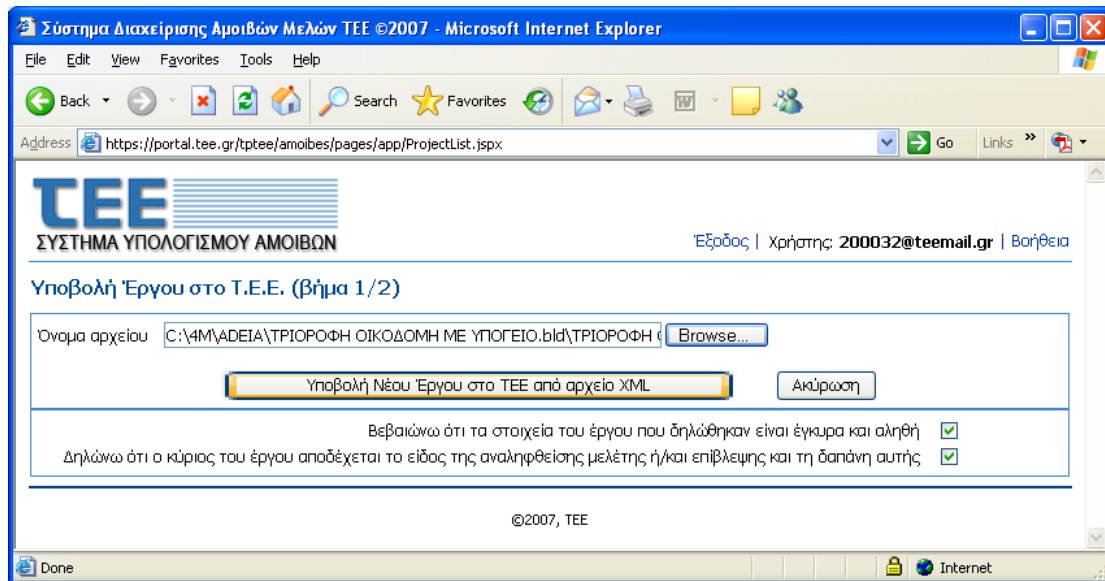 Σύστημα Διαχείρισης Αμοιβών Μελών ΤΕΕ ©2007 - Microsoft Internet Explorer
File Edit View Favorites Tools Help
Back Search Favorites
Address https://portal.tee.gr/tptee/amoibes/pages/app/ProjectList.jspx Go Links »
ΤΕΕ
ΣΥΣΤΗΜΑ ΥΠΟΛΟΓΙΣΜΟΥ ΑΜΟΙΒΩΝ
Έξοδος | Χρήστης: 200032@teemail.gr | Βοήθεια
Υποβολή Έργου στο Τ.Ε.Ε. (βήμα 1/2)
Όνομα αρχείου C:\4M\ADEIA\ΤΡΙΟΡΟΦΗ ΟΙΚΟΔΟΜΗ ΜΕ ΥΠΟΓΕΙΟ.bld\ΤΡΙΟΡΟΦΗ Browse...
Υποβολή Νέου Έργου στο ΤΕΕ από αρχείο XML Ακύρωση
Βεβαιώνω ότι τα στοιχεία του έργου που δηλώθηκαν είναι έγκυρα και αληθή
Δηλώνω ότι ο κύριος του έργου αποδέχεται το είδος της αναληφθείσης μελέτης ή/και επίβλεψης και τη δαπάνη αυτής
©2007, ΤΕΕ
Done Internet